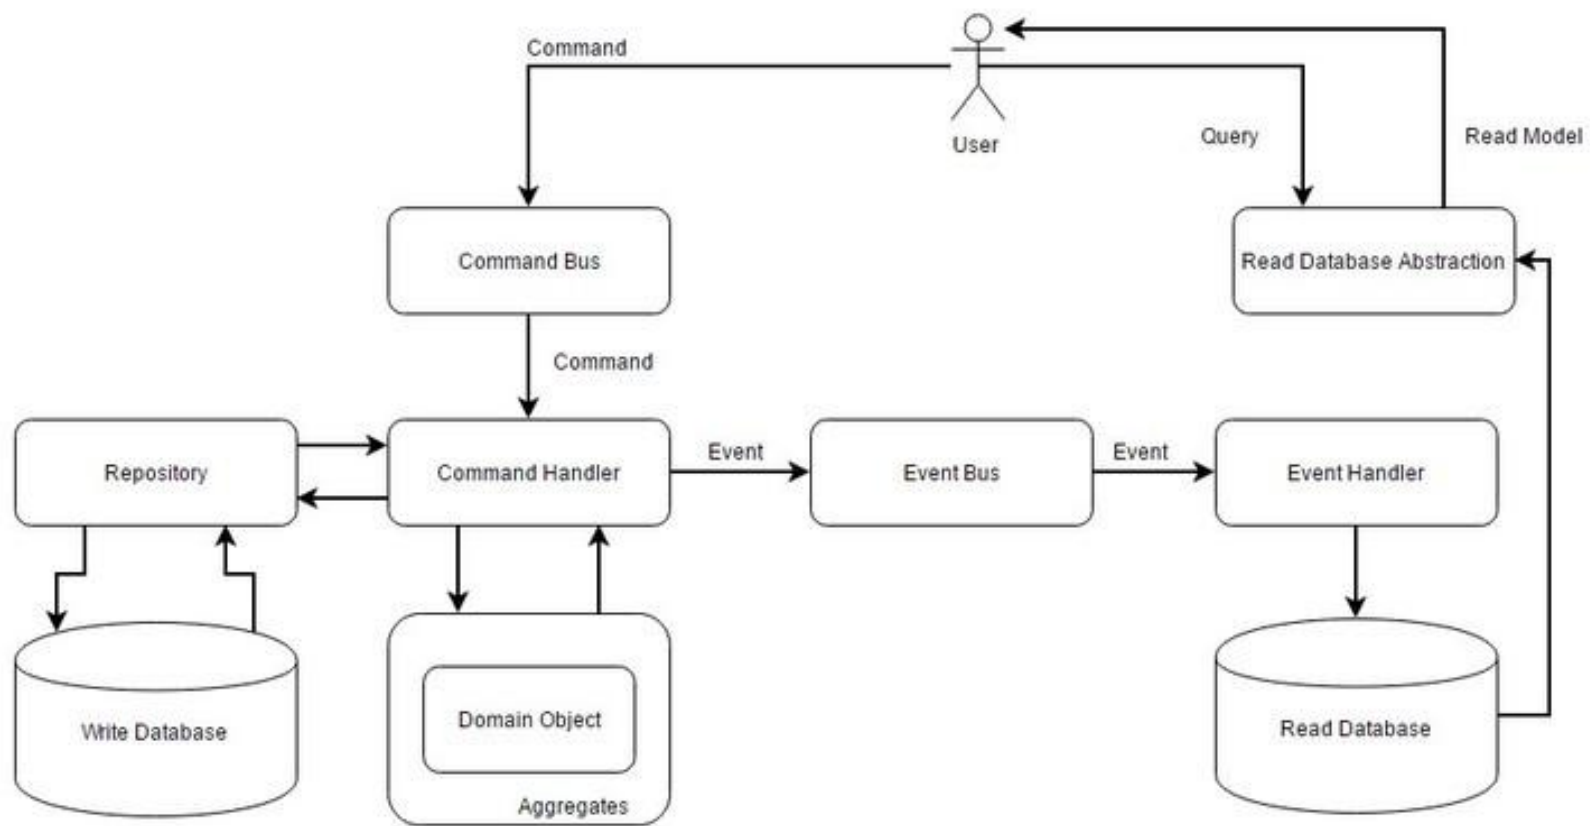 Command
User
Query
Read Model
Command Bus
Read Database Abstraction
Command
Repository
Command Handler
Event
Event Bus
Event
Event Handler
Write Database
Domain Object
Read Database
Aggregates